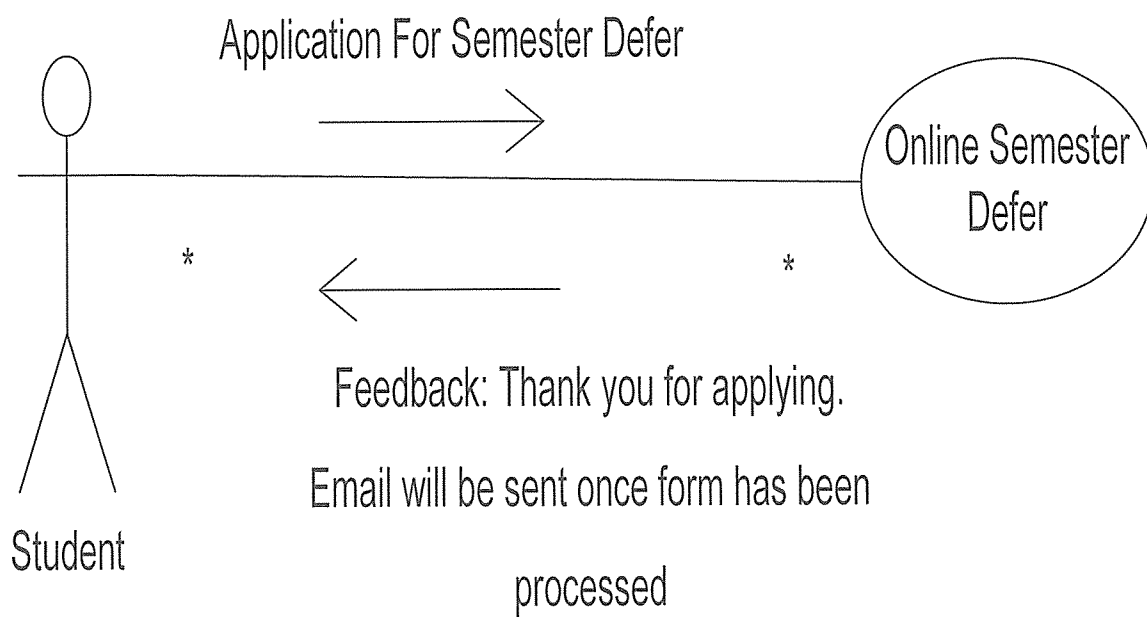 Application For Semester Defer
Online Semester
Defer
*
*
Feedback: Thank you for applying.
Email will be sent once form has been
processed
Student